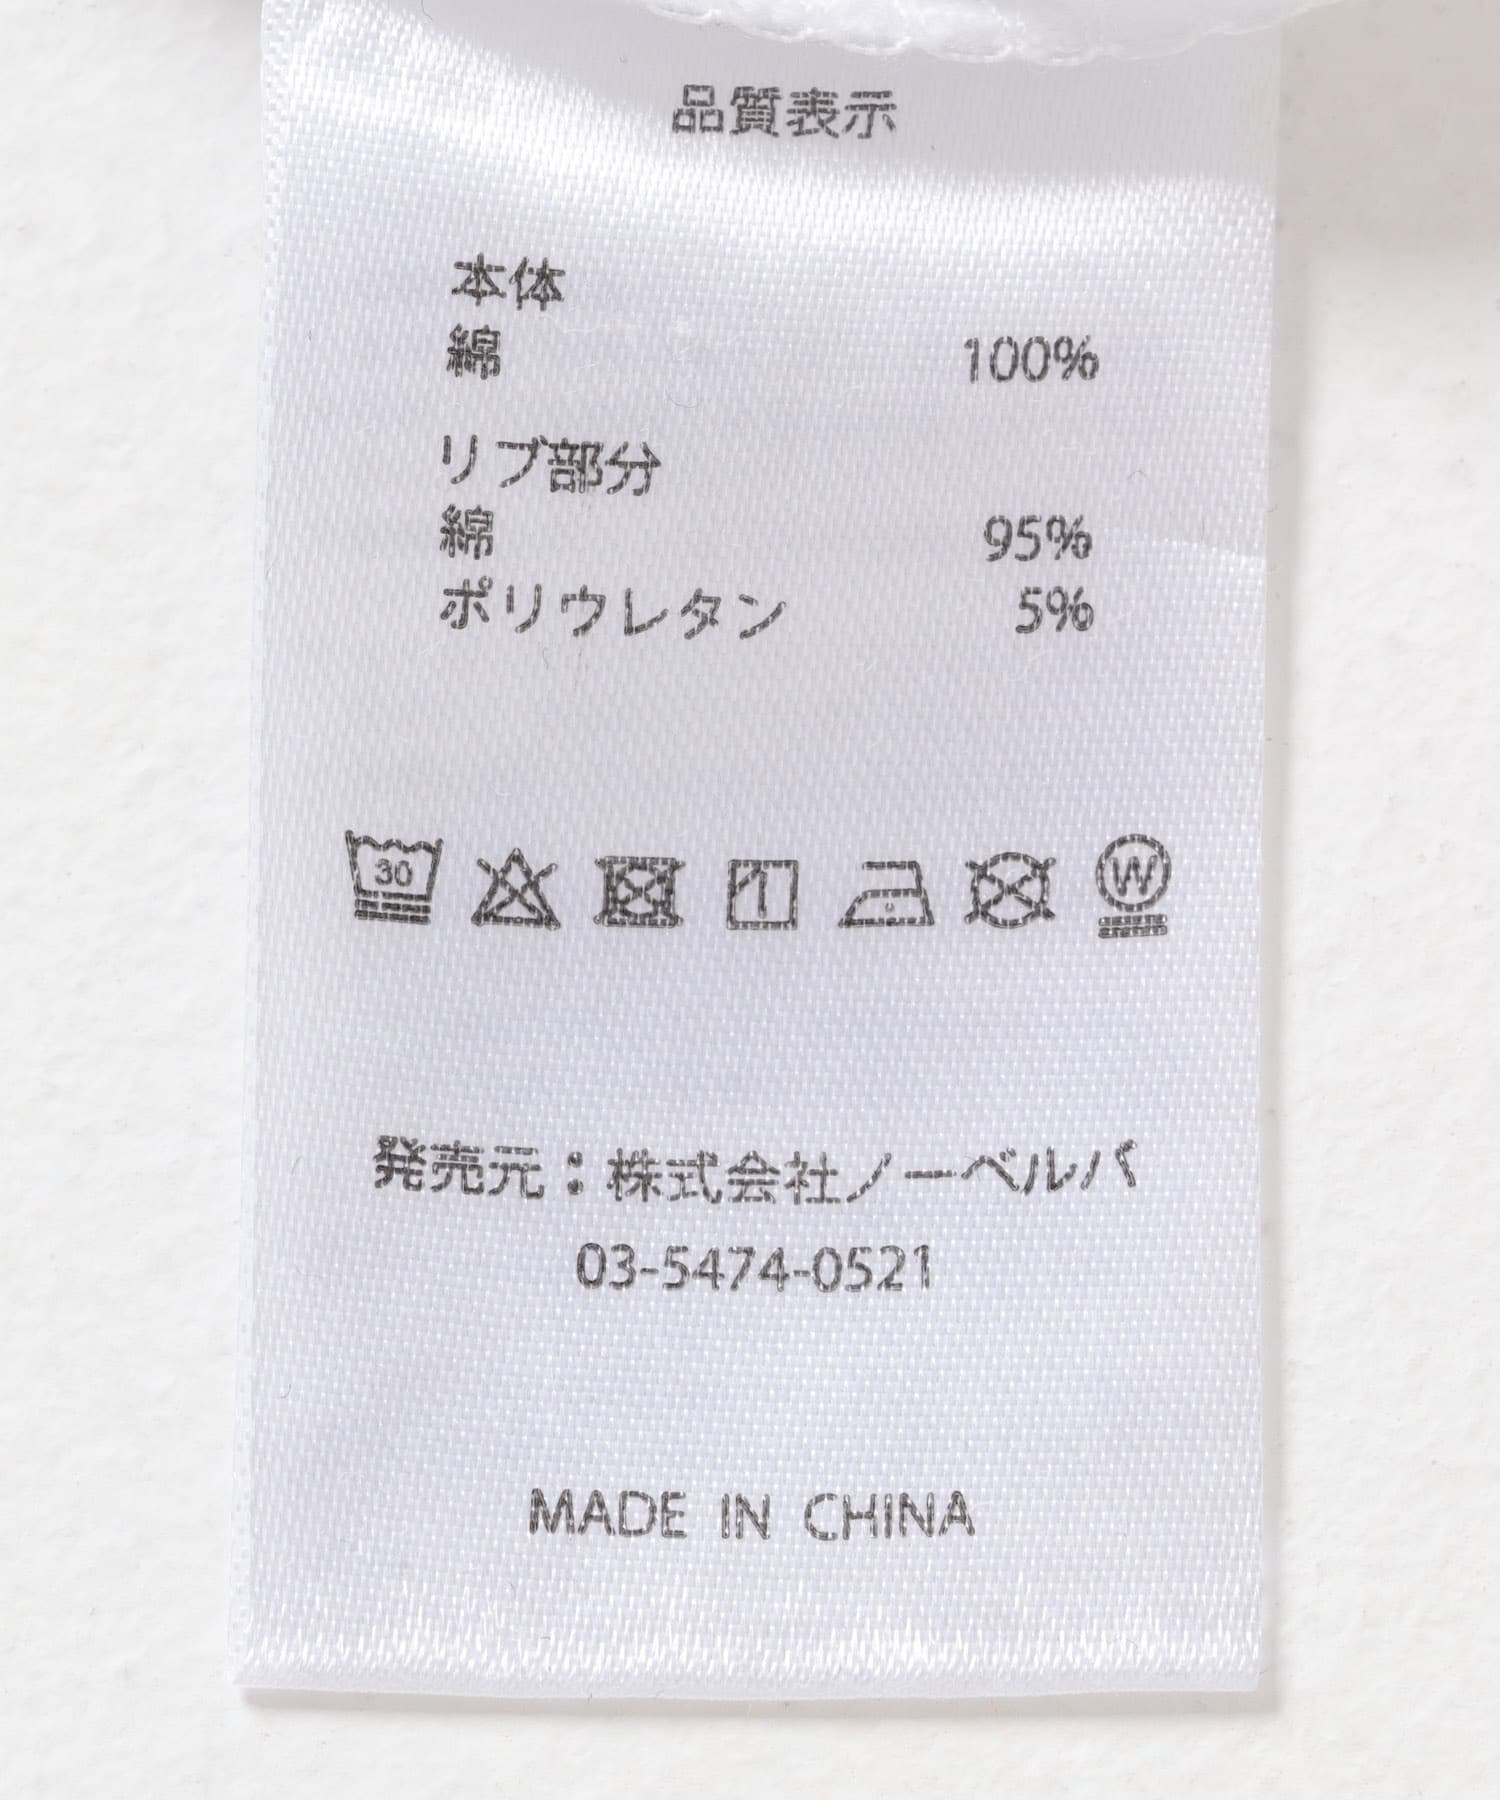 品質表示
本体
綿 100%
リブ部分
綿 95%
ポリウレタン 5%
30 W
発売元：株式会社ノーベルバ
03-5474-0521
MADE IN CHINA